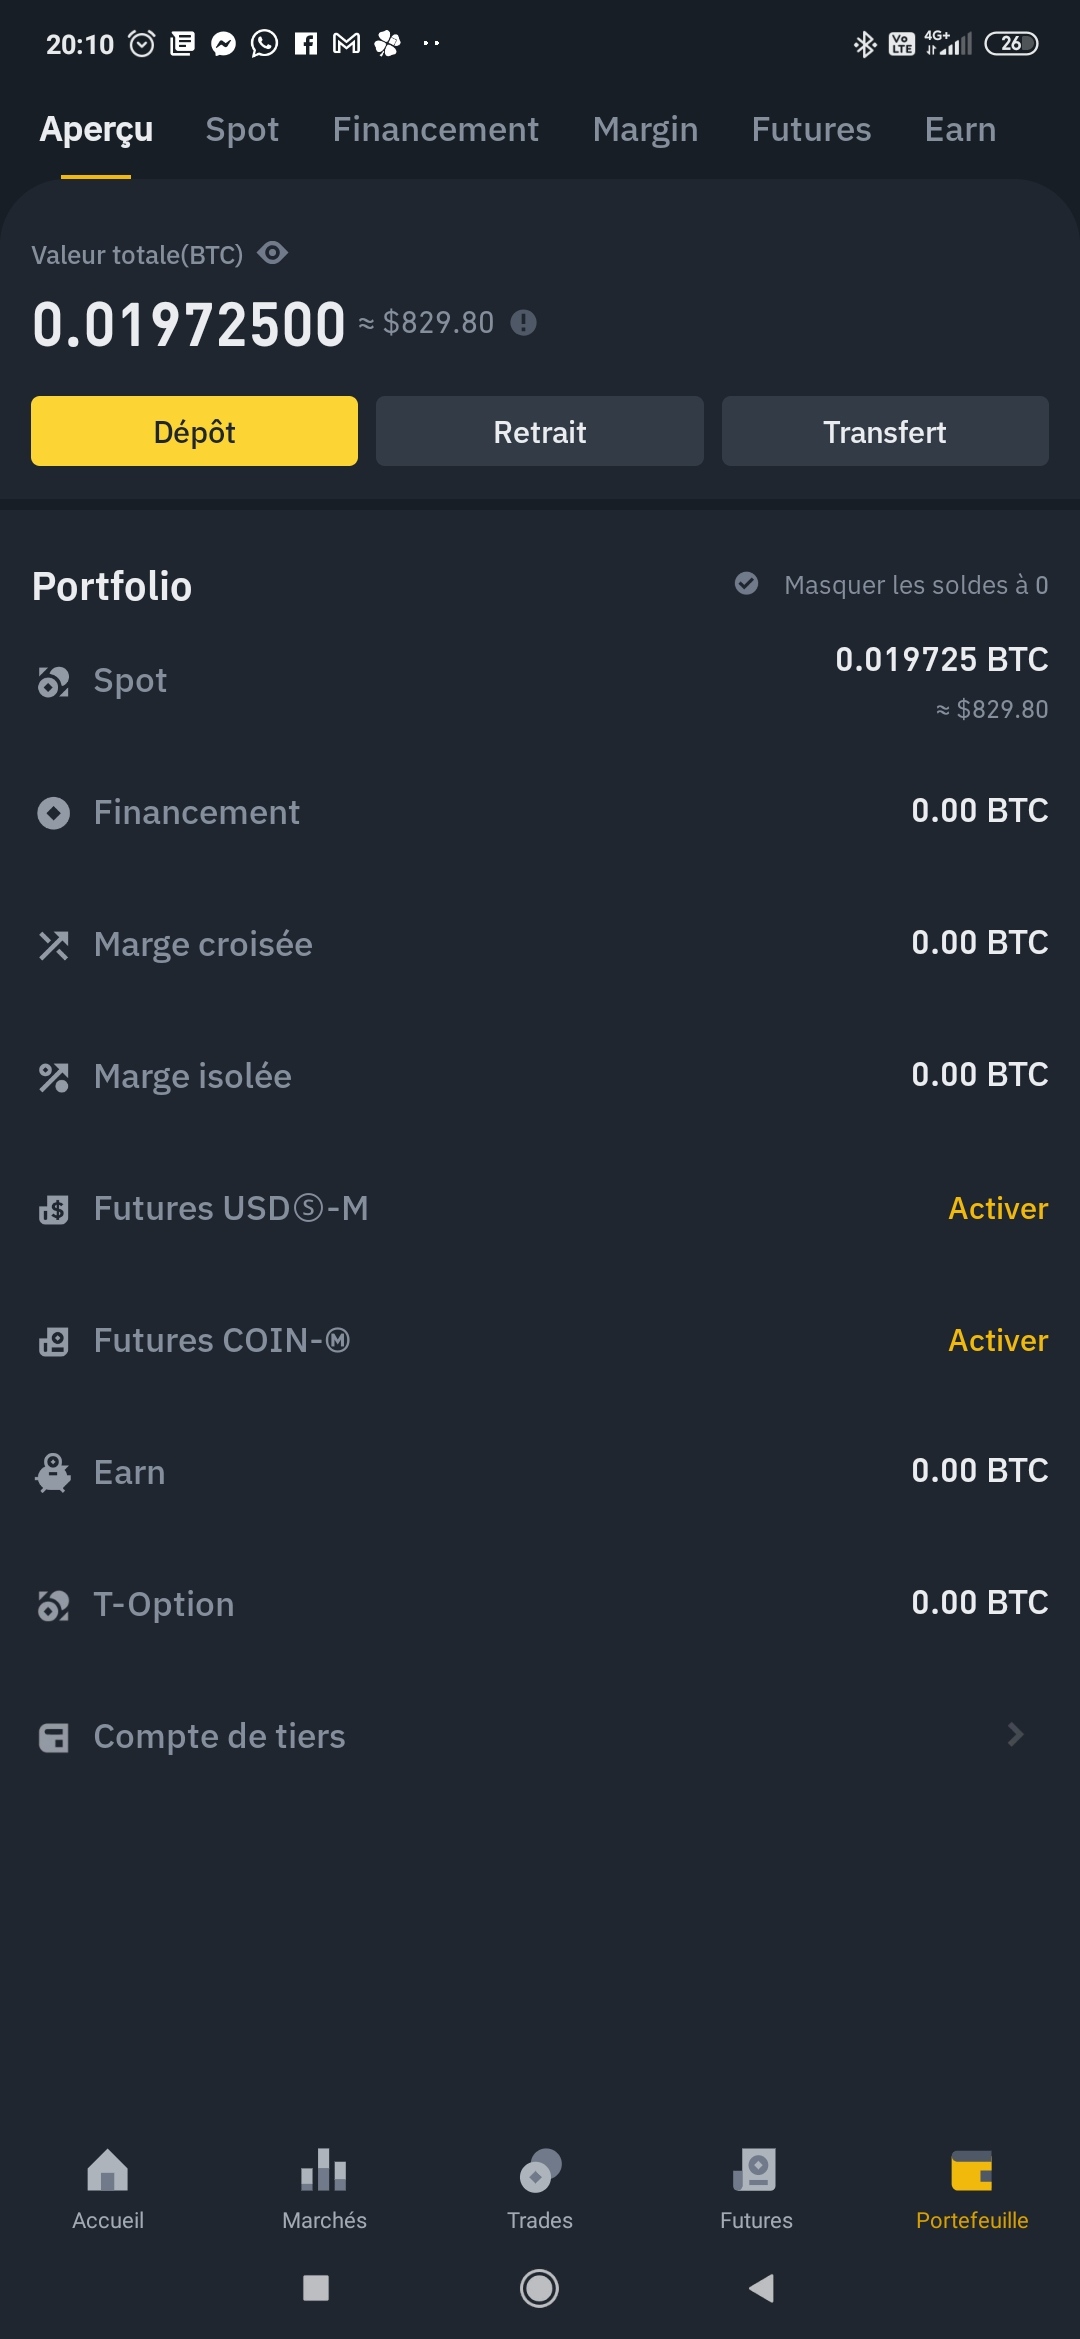 20:10 Vo LTE 4G+ 26
Aperçu Spot Financement Margin Futures Earn
Valeur totale(BTC)
0.01972500 ≈ $829.80
Dépôt Retrait Transfert
Portfolio Masquer les soldes à 0
Spot 0.019725 BTC
≈ $829.80
Financement 0.00 BTC
Marge croisée 0.00 BTC
Marge isolée 0.00 BTC
Futures USDⓈ-M Activer
Futures COIN-Ⓜ Activer
Earn 0.00 BTC
T-Option 0.00 BTC
Compte de tiers
Accueil Marchés Trades Futures Portefeuille